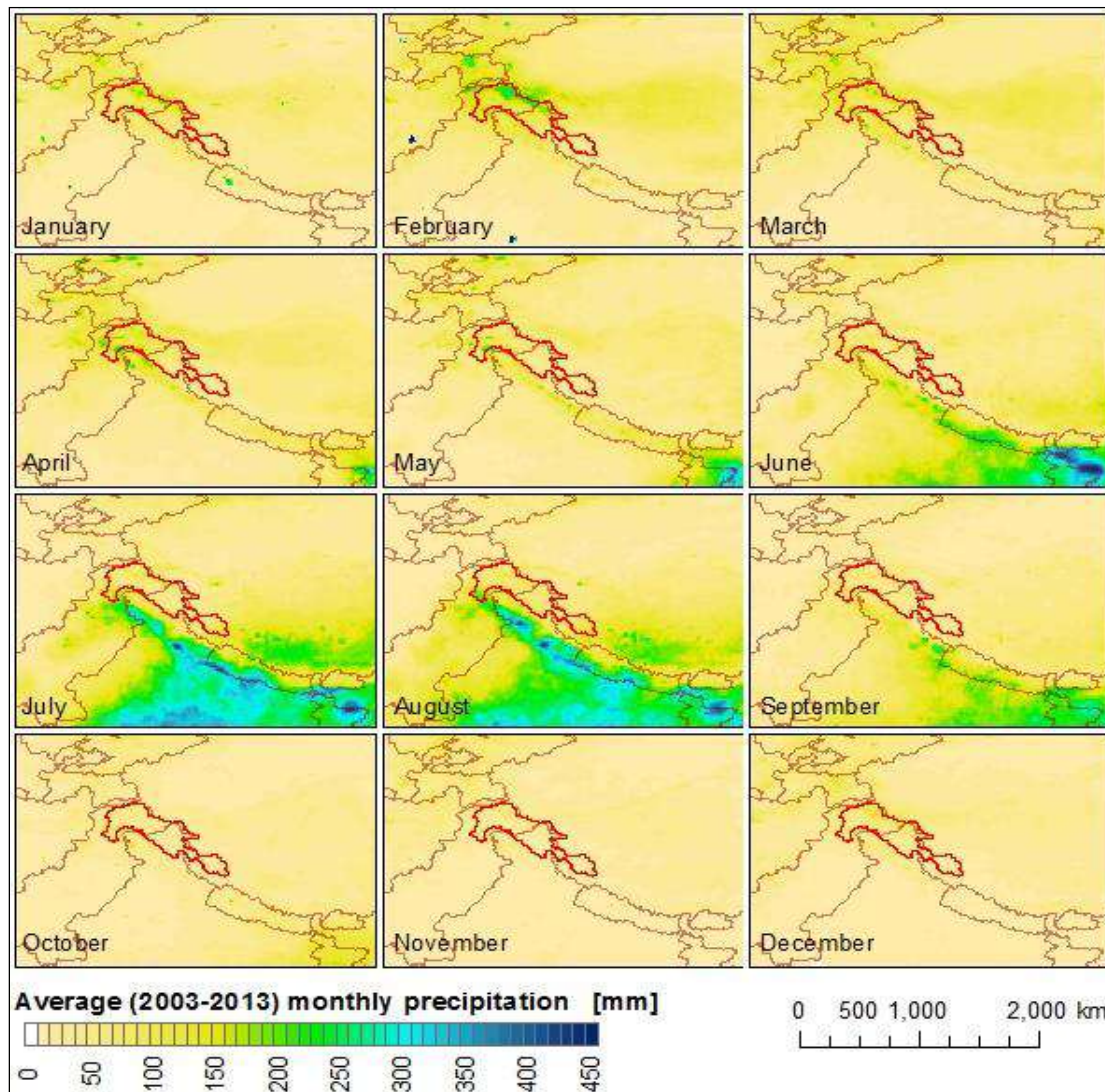 January
February
March
April
May
June
July
August
September
October
November
December
Average (2003-2013) monthly precipitation [mm]
0 50 100 150 200 250 300 350 400 450
0 500 1,000 2,000 km